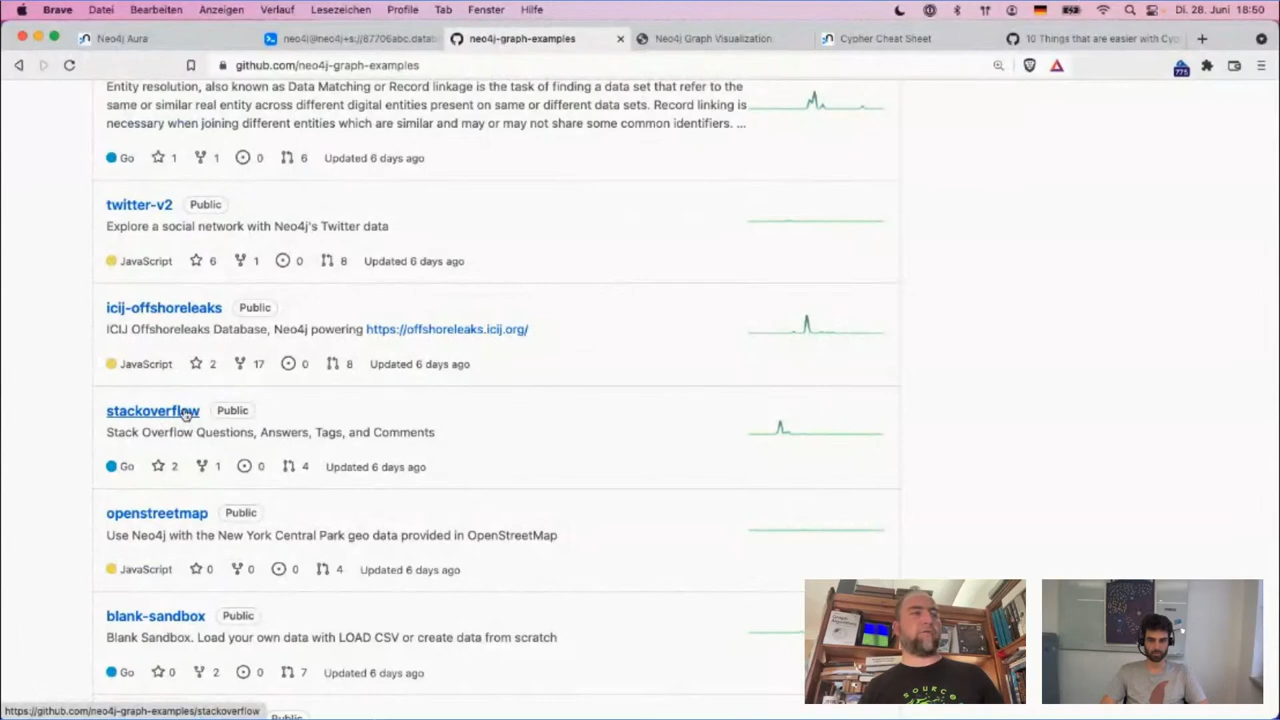 Brave Datei Bearbeiten Anzeigen Verlauf Lesezeichen Profile Tab Fenster Hilfe Di. 28. Juni 18:50
Neo4j Aura neo4j@neo4j+s://87706abc.datab neo4j-graph-examples Neo4j Graph Visualization Cypher Cheat Sheet 10 Things that are easier with Cyp
github.com/neo4j-graph-examples 775
Entity resolution, also known as Data Matching or Record linkage is the task of finding a data set that refer to the
same or similar real entity across different digital entities present on same or different data sets. Record linking is
necessary when joining different entities which are similar and may or may not share some common identifiers. ...
Go 1 1 0 6 Updated 6 days ago
twitter-v2 Public
Explore a social network with Neo4j's Twitter data
JavaScript 6 1 0 8 Updated 6 days ago
icij-offshoreleaks Public
ICIJ Offshoreleaks Database, Neo4j powering https://offshoreleaks.icij.org/
JavaScript 2 17 0 8 Updated 6 days ago
stackoverflow Public
Stack Overflow Questions, Answers, Tags, and Comments
Go 2 1 0 4 Updated 6 days ago
openstreetmap Public
Use Neo4j with the New York Central Park geo data provided in OpenStreetMap
JavaScript 0 0 0 4 Updated 6 days ago
blank-sandbox Public
Blank Sandbox. Load your own data with LOAD CSV or create data from scratch
Go 0 2 0 7 Updated 6 days ago
https://github.com/neo4j-graph-examples/stackoverflow
Public
Graph Algorithms
SOURCE